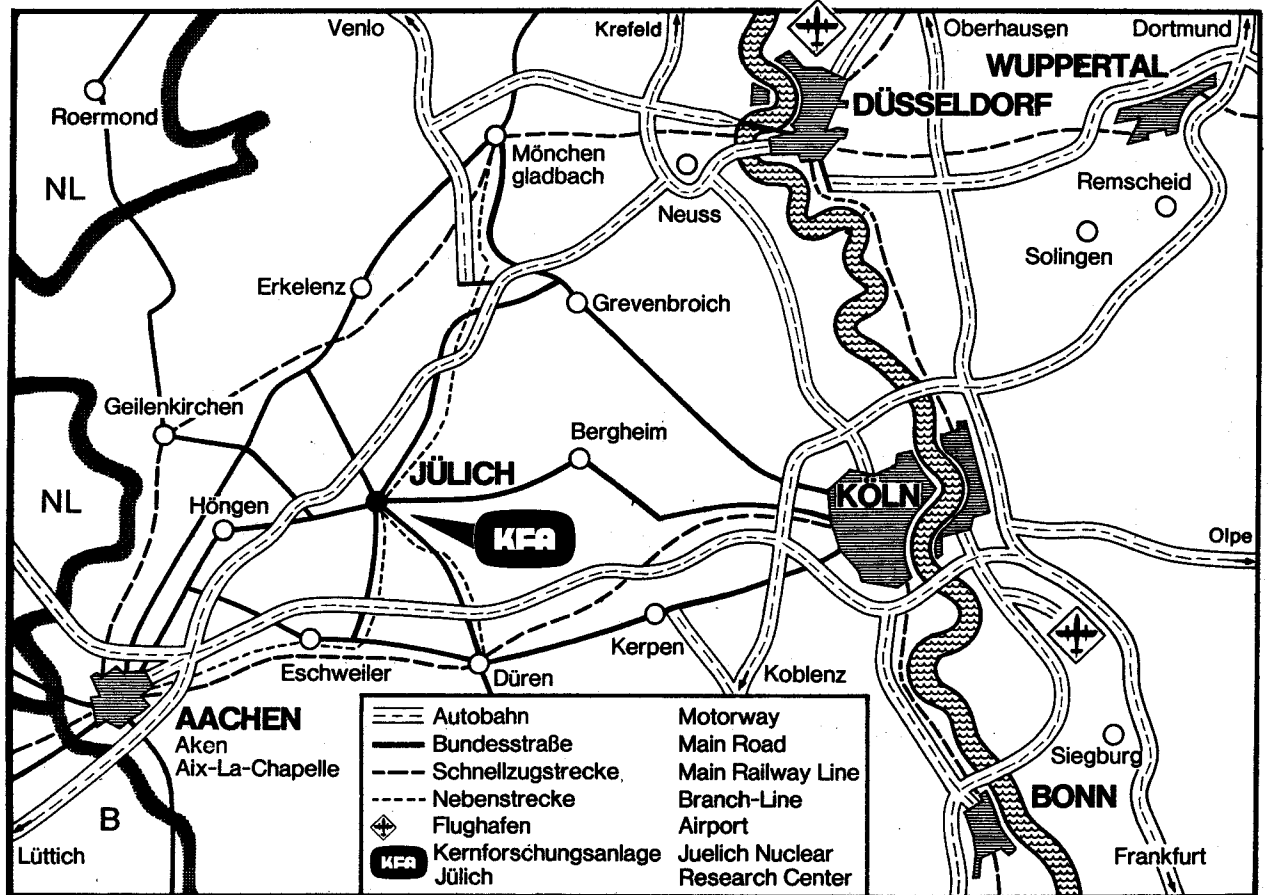 Venlo
Krefeld
Oberhausen
Dortmund
WUPPERTAL
DÜSSELDORF
Roermond
NL
Mönchen
gladbach
Neuss
Remscheid
Solingen
Erkelenz
Grevenbroich
Geilenkirchen
Bergheim
JÜLICH
NL
Höngen
KÖLN
KFA
Olpe
Eschweiler
Düren
Kerpen
Koblenz
AACHEN
Aken
Aix-La-Chapelle
Siegburg
BONN
B
Lüttich
Frankfurt
Autobahn Motorway
Bundesstraße Main Road
Schnellzugstrecke Main Railway Line
Nebenstrecke Branch-Line
Flughafen Airport
KFA Kernforschungsanlage Juelich Nuclear
Jülich Research Center